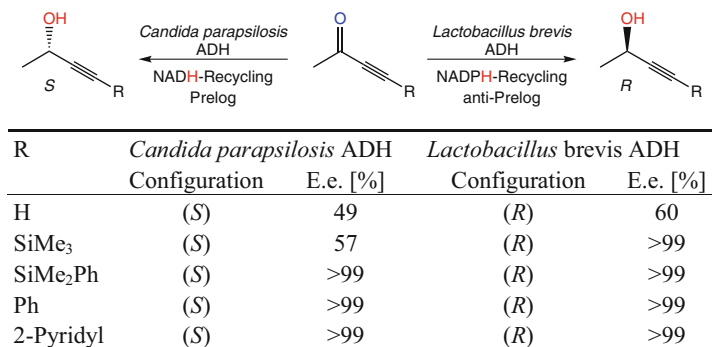 OH
Candida parapsilosis
ADH
NADH-Recycling
Prelog
S
R
O
R
Lactobacillus brevis
ADH
NADPH-Recycling
anti-Prelog
OH
R
R
R Candida parapsilosis ADH Lactobacillus brevis ADH
Configuration E.e. [%] Configuration E.e. [%]
H (S) 49 (R) 60
SiMe₃ (S) 57 (R) >99
SiMe₂Ph (S) >99 (R) >99
Ph (S) >99 (R) >99
2-Pyridyl (S) >99 (R) >99